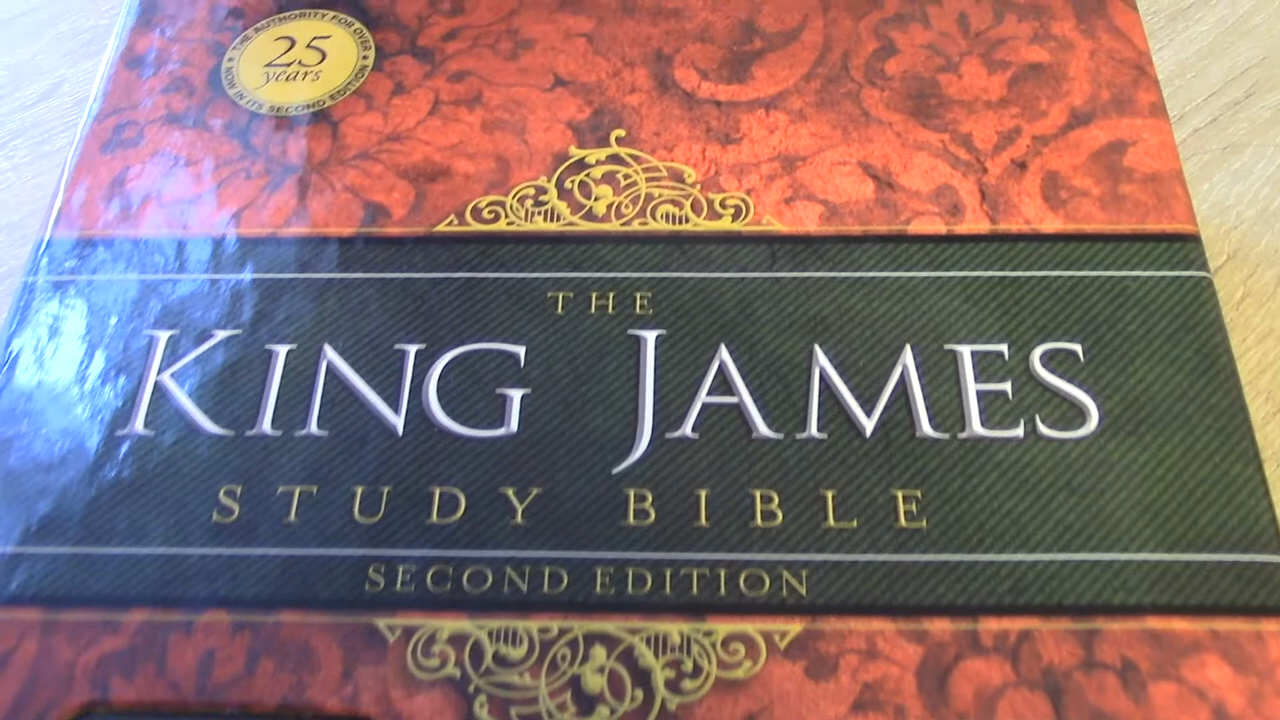 THE AUTHORITY FOR OVER
25
years
NOW IN ITS SECOND EDITION
THE
KING JAMES
STUDY BIBLE
SECOND EDITION